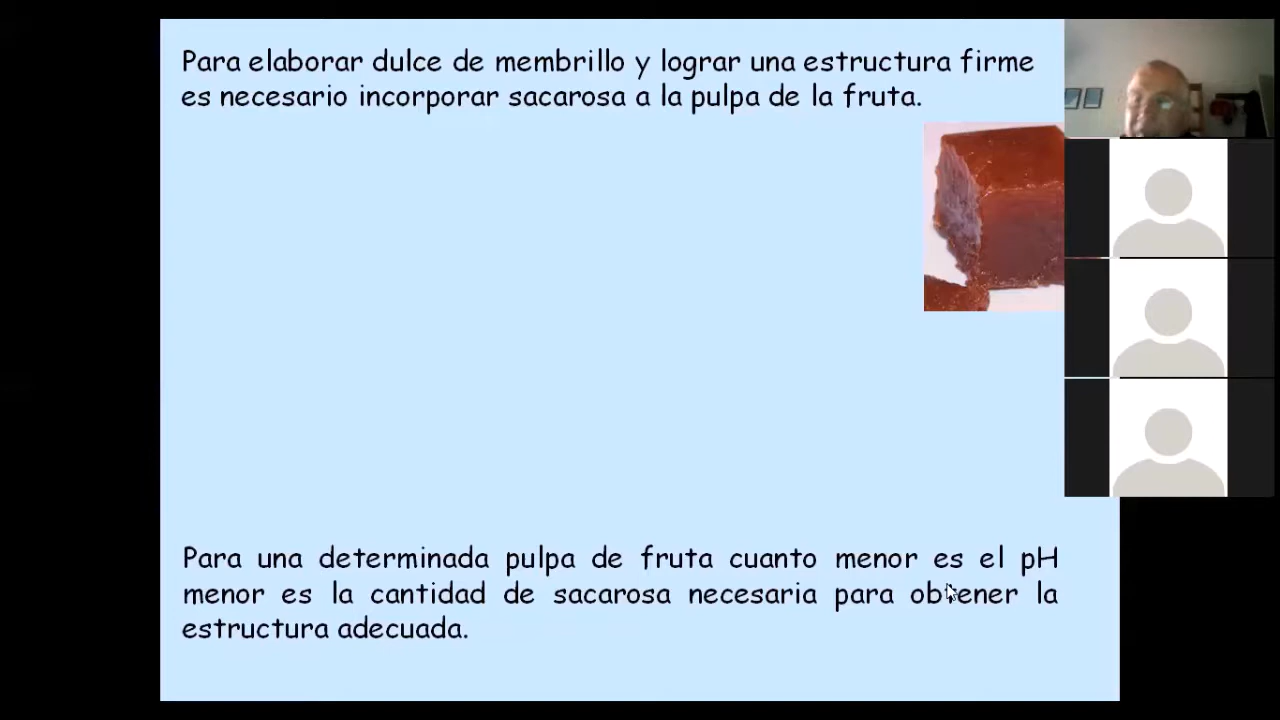 Para elaborar dulce de membrillo y lograr una estructura firme
es necesario incorporar sacarosa a la pulpa de la fruta.
Para una determinada pulpa de fruta cuanto menor es el pH
menor es la cantidad de sacarosa necesaria para obtener la
estructura adecuada.